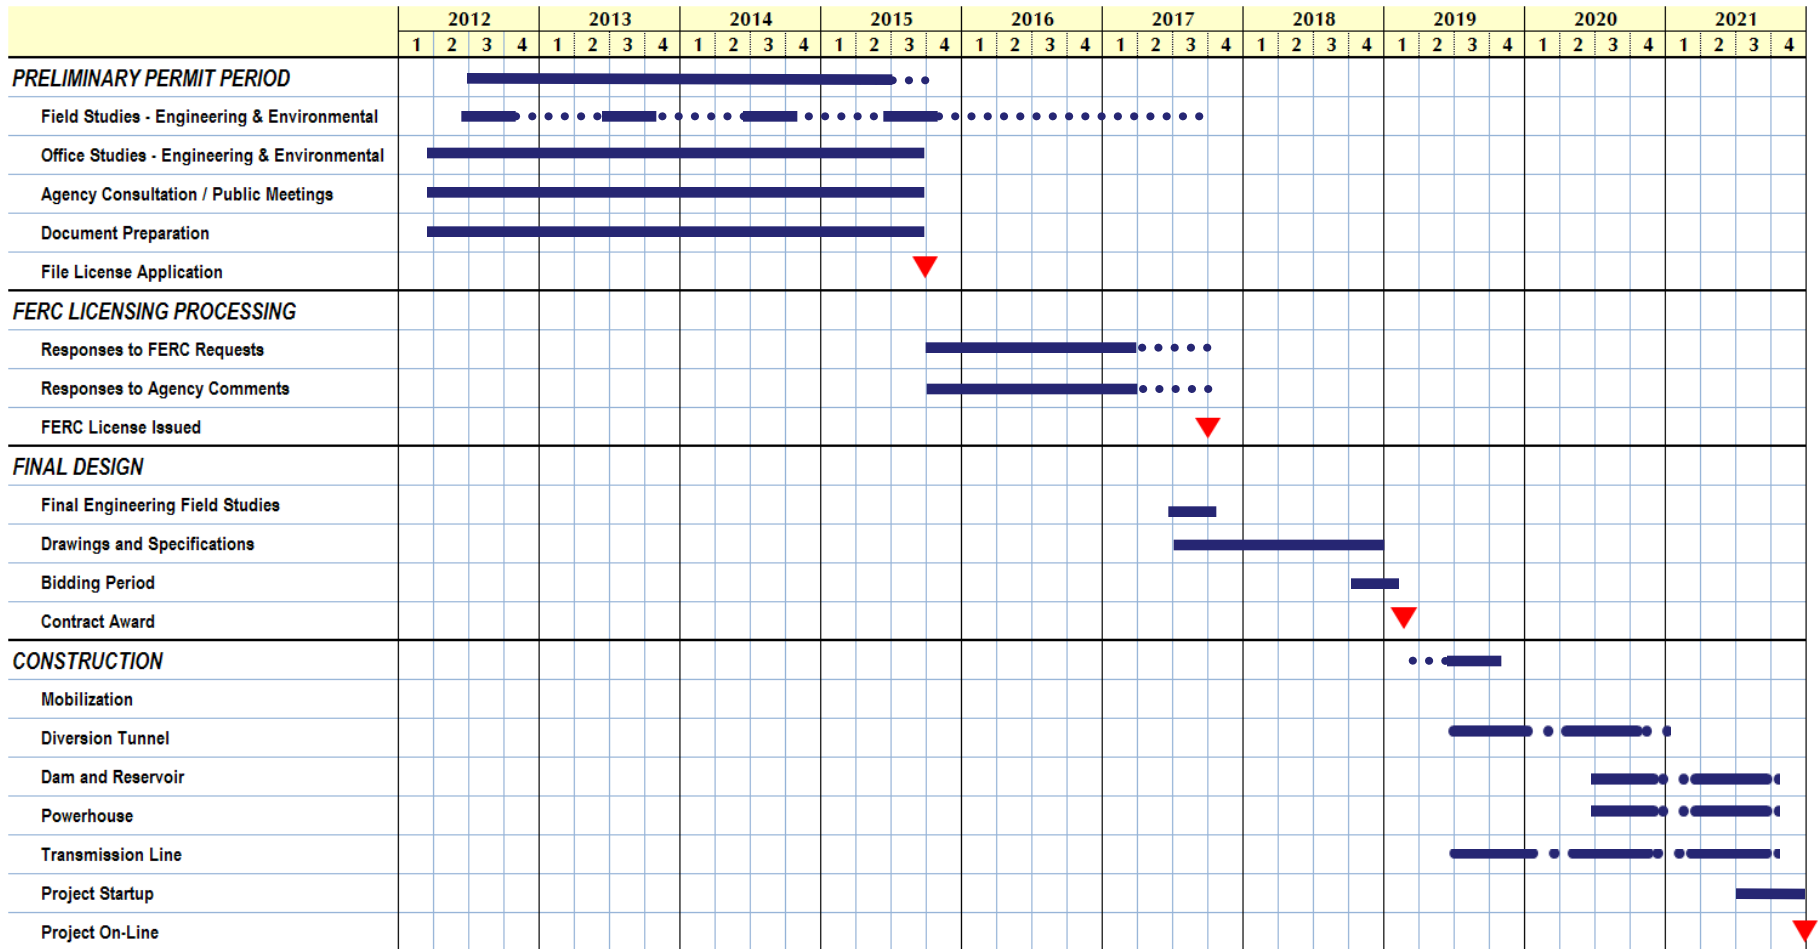 2012 2013 2014 2015 2016 2017 2018 2019 2020 2021
1 2 3 4 1 2 3 4 1 2 3 4 1 2 3 4 1 2 3 4 1 2 3 4 1 2 3 4 1 2 3 4 1 2 3 4 1 2 3 4
PRELIMINARY PERMIT PERIOD
Field Studies - Engineering & Environmental
Office Studies - Engineering & Environmental
Agency Consultation / Public Meetings
Document Preparation
File License Application
FERC LICENSING PROCESSING
Responses to FERC Requests
Responses to Agency Comments
FERC License Issued
FINAL DESIGN
Final Engineering Field Studies
Drawings and Specifications
Bidding Period
Contract Award
CONSTRUCTION
Mobilization
Diversion Tunnel
Dam and Reservoir
Powerhouse
Transmission Line
Project Startup
Project On-Line